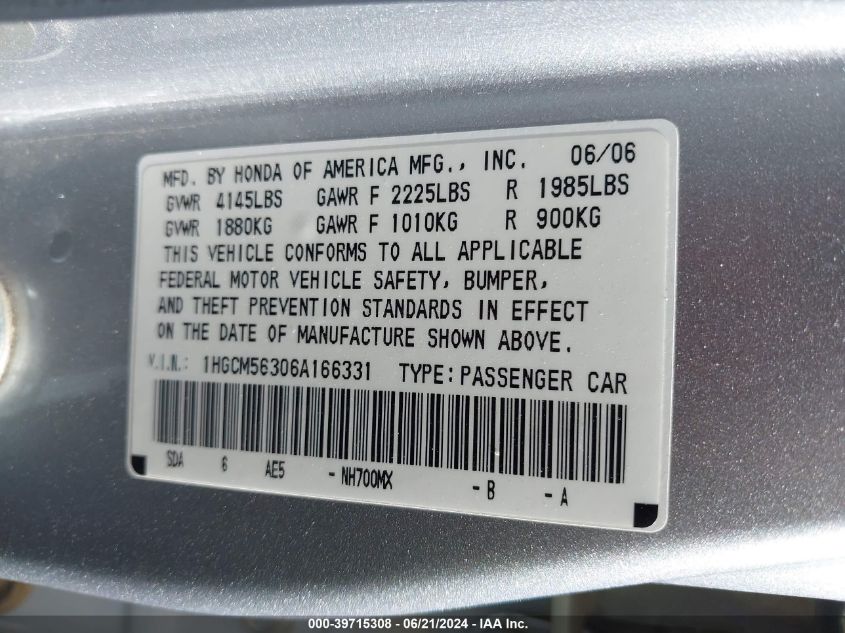 MFD. BY HONDA OF AMERICA MFG., INC. 06/06
GVWR 4145LBS GAWR F 2225LBS R 1985LBS
GVWR 1880KG GAWR F 1010KG R 900KG
THIS VEHICLE CONFORMS TO ALL APPLICABLE
FEDERAL MOTOR VEHICLE SAFETY, BUMPER,
AND THEFT PREVENTION STANDARDS IN EFFECT
ON THE DATE OF MANUFACTURE SHOWN ABOVE.
V.I.N.: 1HGCM56306A166331 TYPE: PASSENGER CAR
SDA 6 AE5 - NH700MX - B - A
000-39715308 - 06/21/2024 - IAA Inc.